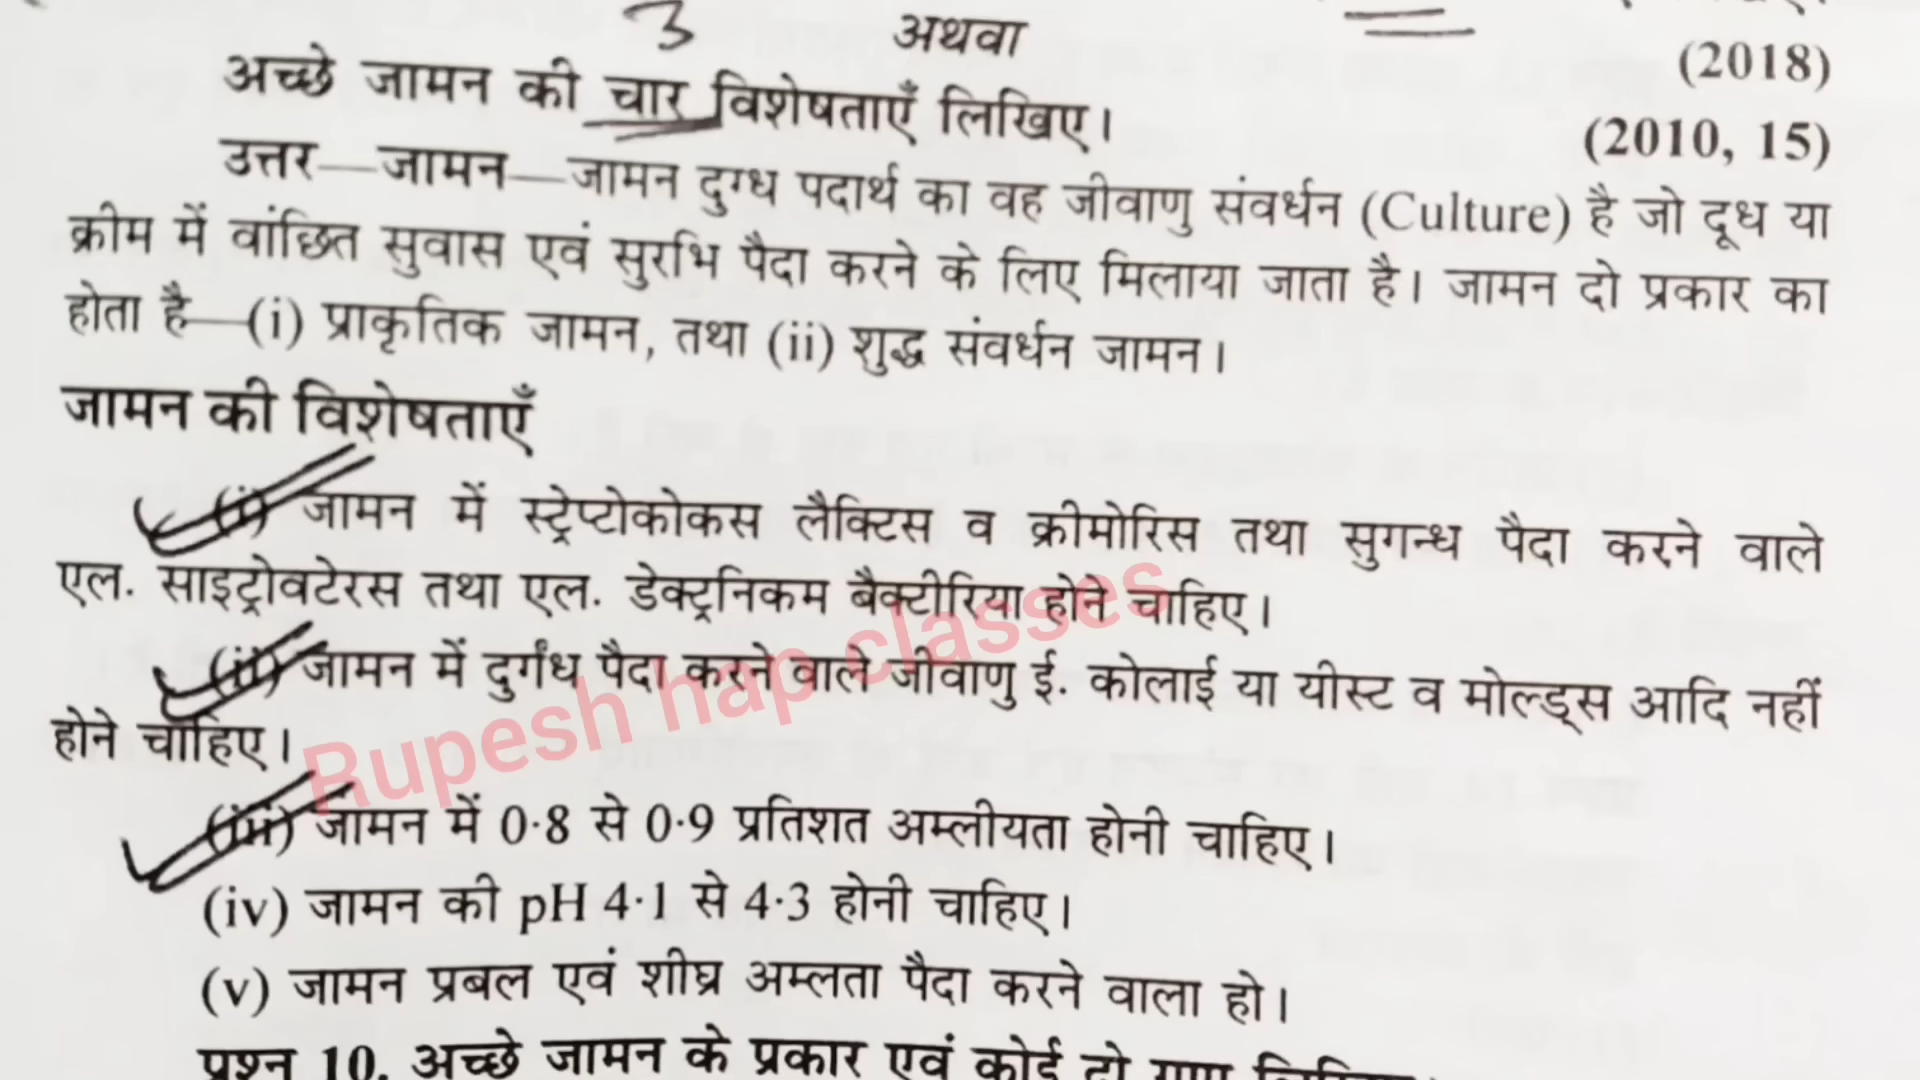 3 अथवा
(2018)
अच्छे जामन की चार विशेषताएँ लिखिए।
(2010, 15)
उत्तर—जामन—जामन दुग्ध पदार्थ का वह जीवाणु संवर्धन (Culture) है जो दूध या
क्रीम में वांछित सुवास एवं सुरभि पैदा करने के लिए मिलाया जाता है। जामन दो प्रकार का
होता है—(i) प्राकृतिक जामन, तथा (ii) शुद्ध संवर्धन जामन।
जामन की विशेषताएँ
(i) जामन में स्ट्रेप्टोकोकस लैक्टिस व क्रीमोरिस तथा सुगन्ध पैदा करने वाले
एल. साइट्रोवटेरस तथा एल. डेक्ट्रनिकम बैक्टीरिया होने चाहिए।
(ii) जामन में दुर्गंध पैदा करने वाले जीवाणु ई. कोलाई या यीस्ट व मोल्ड्स आदि नहीं
होने चाहिए।
Rupesh hap classes
(iii) जामन में 0·8 से 0·9 प्रतिशत अम्लीयता होनी चाहिए।
(iv) जामन की pH 4·1 से 4·3 होनी चाहिए।
(v) जामन प्रबल एवं शीघ्र अम्लता पैदा करने वाला हो।
प्रश्न 10. अच्छे जामन के प्रकार एवं कोई दो गुण लिखिए।